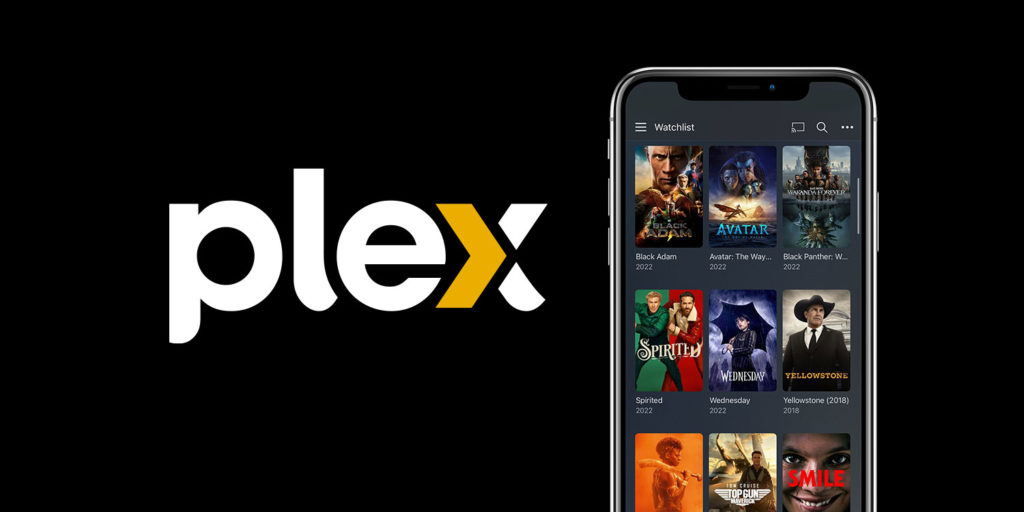 plex
Watchlist
BLACK ADAM
AVATAR
WAKANDA FOREVER
Black Adam
Avatar: The Way...
Black Panther: W...
2022
2022
2022
SPIRITED
WEDNESDAY
YELLOWSTONE
Spirited
Wednesday
Yellowstone (2018)
2022
2022
2018
TOM CRUISE
TOP GUN
SMILE